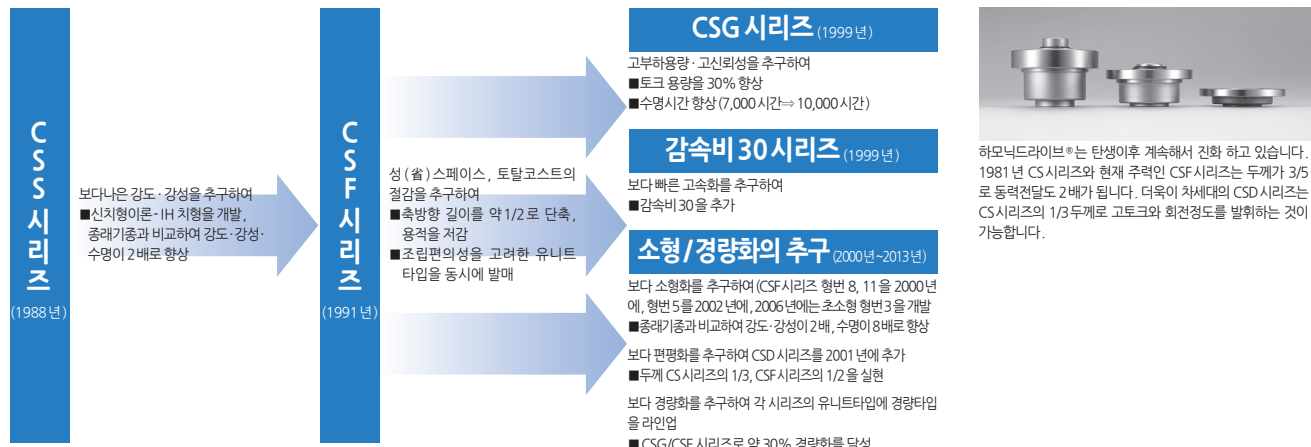 CSS시리즈
(1988년)
보다나은 강도·강성을 추구하여
■신치형이론-IH 치형을 개발,
종래기종과 비교하여 강도·강성·
수명이 2배로 향상
CSF시리즈
(1991년)
성(省)스페이스, 토탈코스트의
절감을 추구하여
■축방향 길이를 약1/2로 단축,
용적을 저감
■조립편의성을 고려한 유니트
타입을 동시에 발매
CSG 시리즈 (1999년)
고부하용량·고신뢰성을 추구하여
■토크 용량을 30% 향상
■수명시간 향상(7,000시간⇒ 10,000시간)
감속비 30 시리즈 (1999년)
보다 빠른 고속화를 추구하여
■감속비 30을 추가
소형/경량화의 추구 (2000년~2013년)
보다 소형화를 추구하여 (CSF시리즈 형번 8, 11을 2000년
에, 형번 5를 2002년에, 2006년에는 초소형 형번3을 개발
■종래기종과 비교하여 강도·강성이 2배, 수명이 8배로 향상
보다 편평화를 추구하여 CSD 시리즈를 2001년에 추가
■두께 CS시리즈의 1/3, CSF시리즈의 1/2을 실현
보다 경량화를 추구하여 각 시리즈의 유니트타입에 경량타입
을 라인업
■CSG/CSF 시리즈로 약 30% 경량화를 달성
하모닉드라이브®는 탄생이후 계속해서 진화 하고 있습니다.
1981년 CS시리즈와 현재 주력인 CSF시리즈는 두께가 3/5
로 동력전달도 2배가 됩니다. 더욱이 차세대의 CSD시리즈는
CS시리즈의 1/3두께로 고토크와 회전정도를 발휘하는 것이
가능합니다.